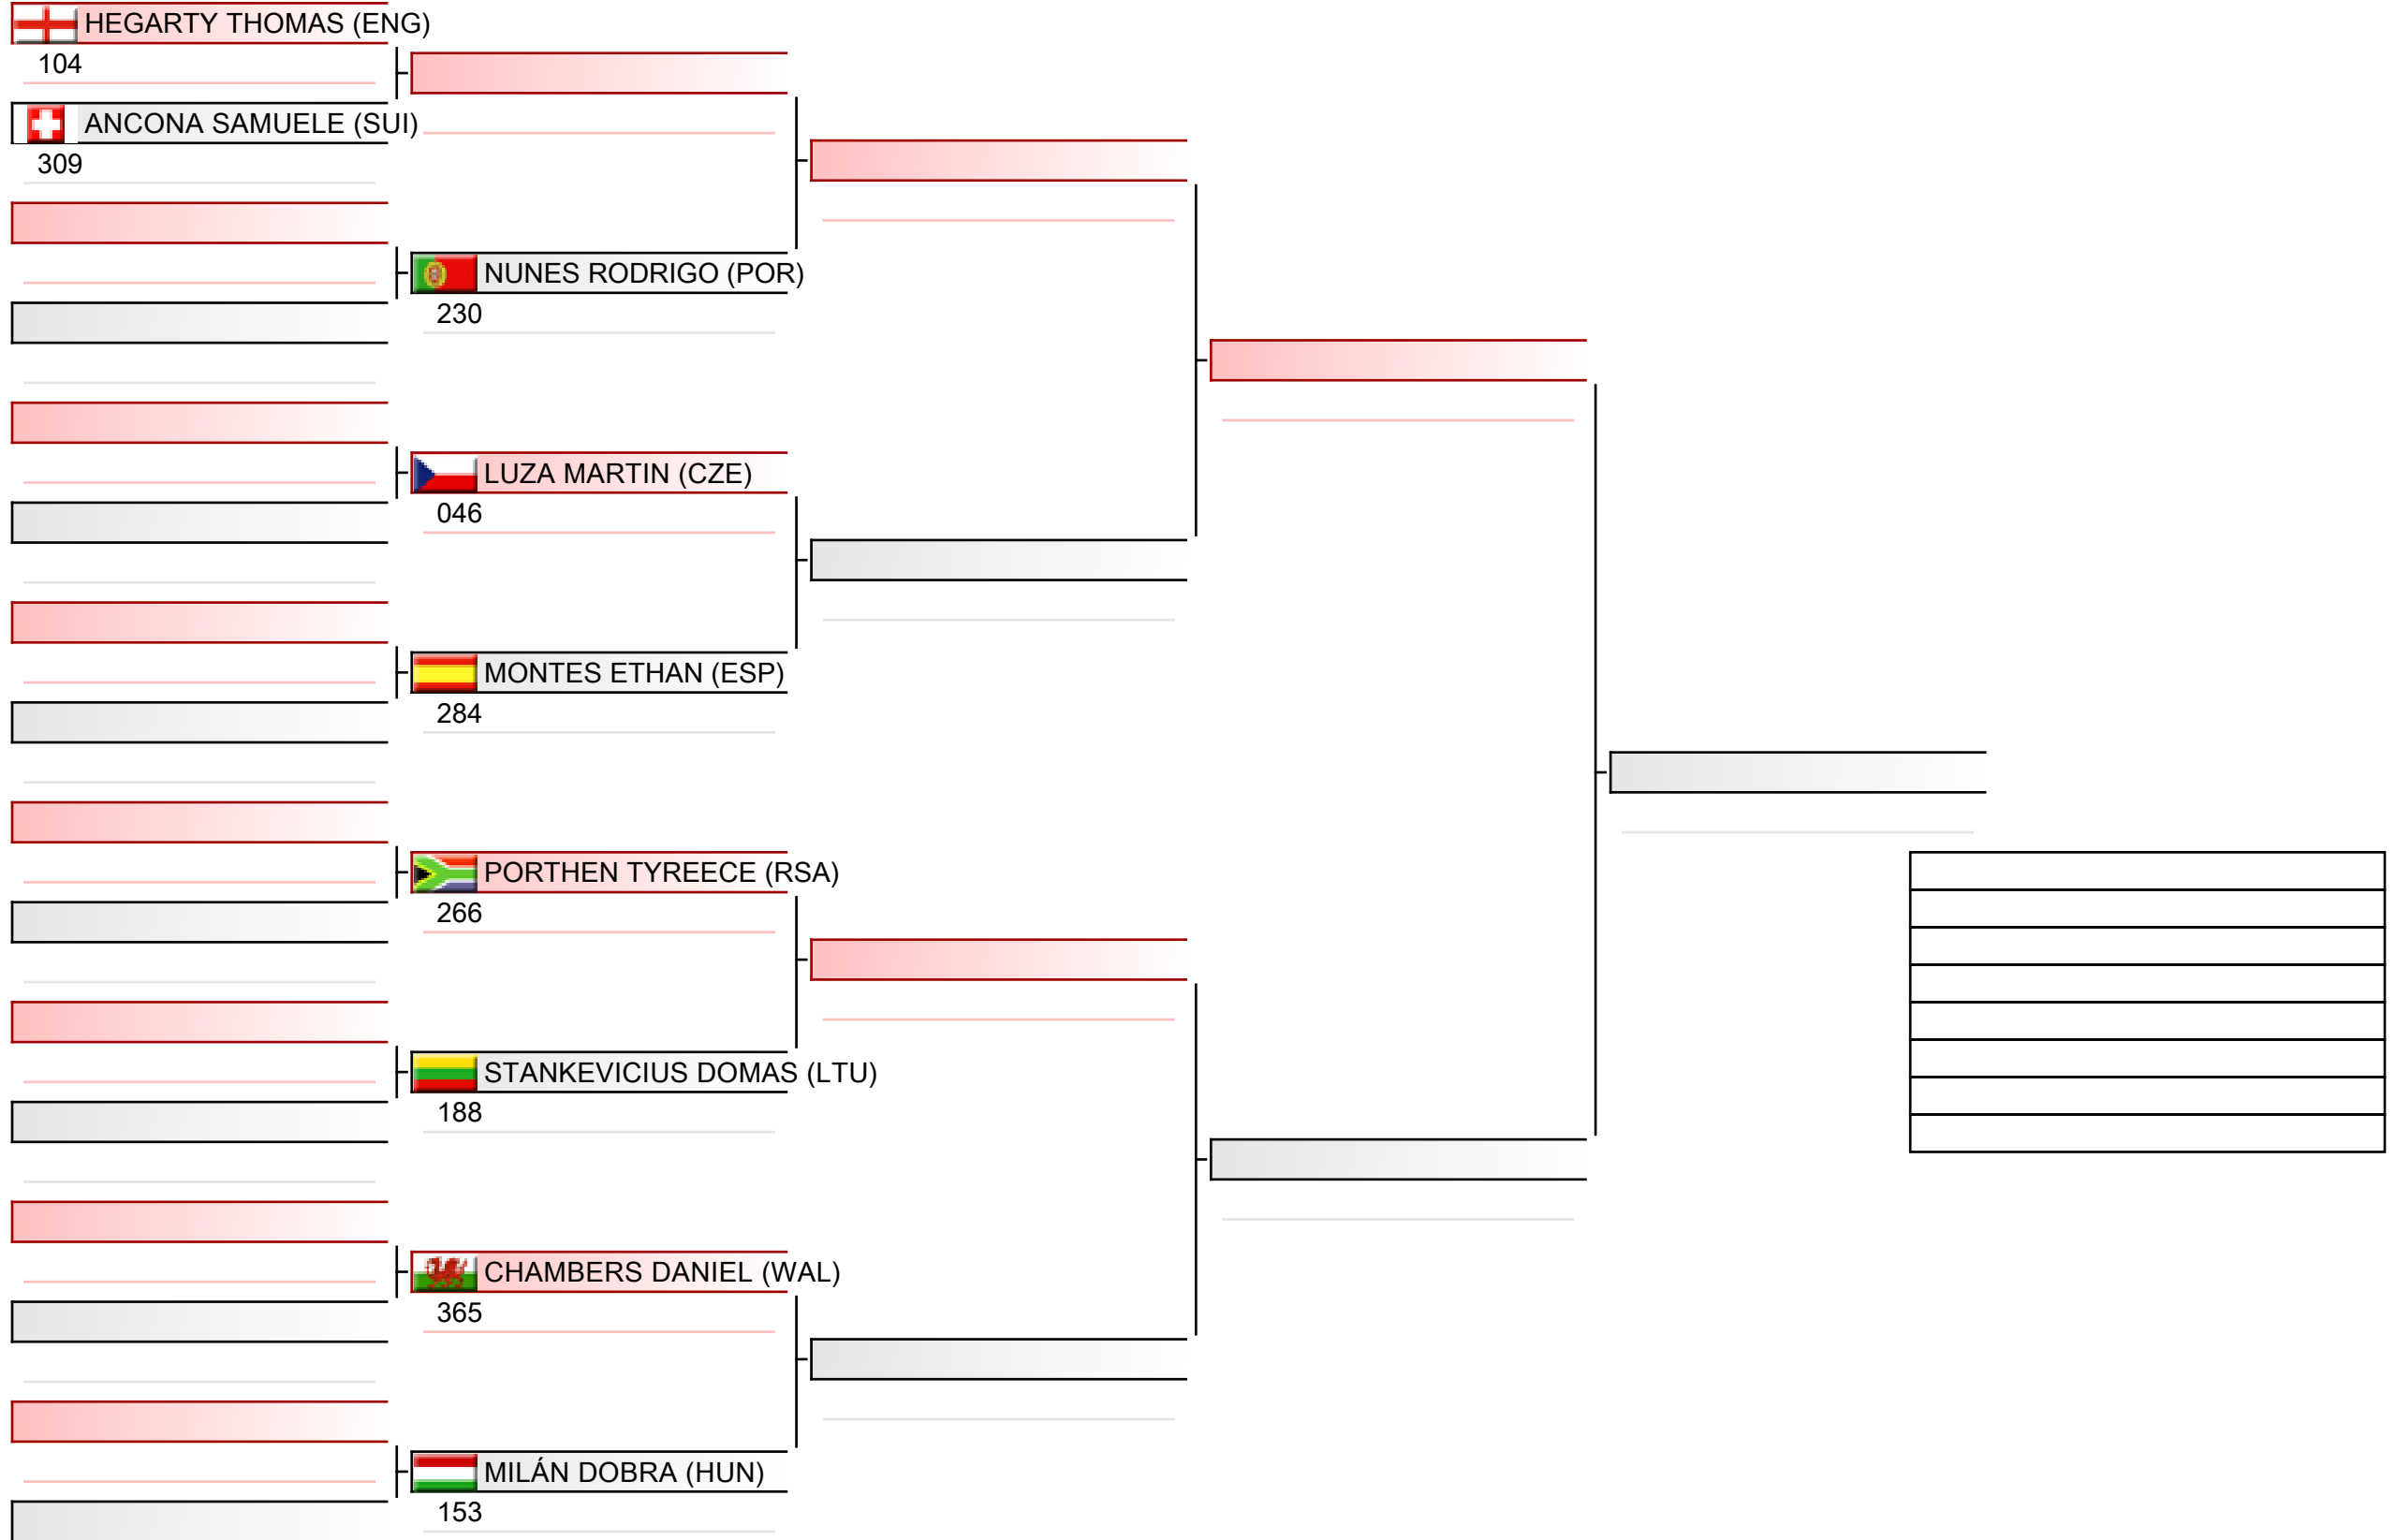 HEGARTY THOMAS (ENG)
104
ANCONA SAMUELE (SUI)
309
NUNES RODRIGO (POR)
230
LUZA MARTIN (CZE)
046
MONTES ETHAN (ESP)
284
PORTHEN TYREECE (RSA)
266
STANKEVICIUS DOMAS (LTU)
188
CHAMBERS DANIEL (WAL)
365
MILÁN DOBRA (HUN)
153